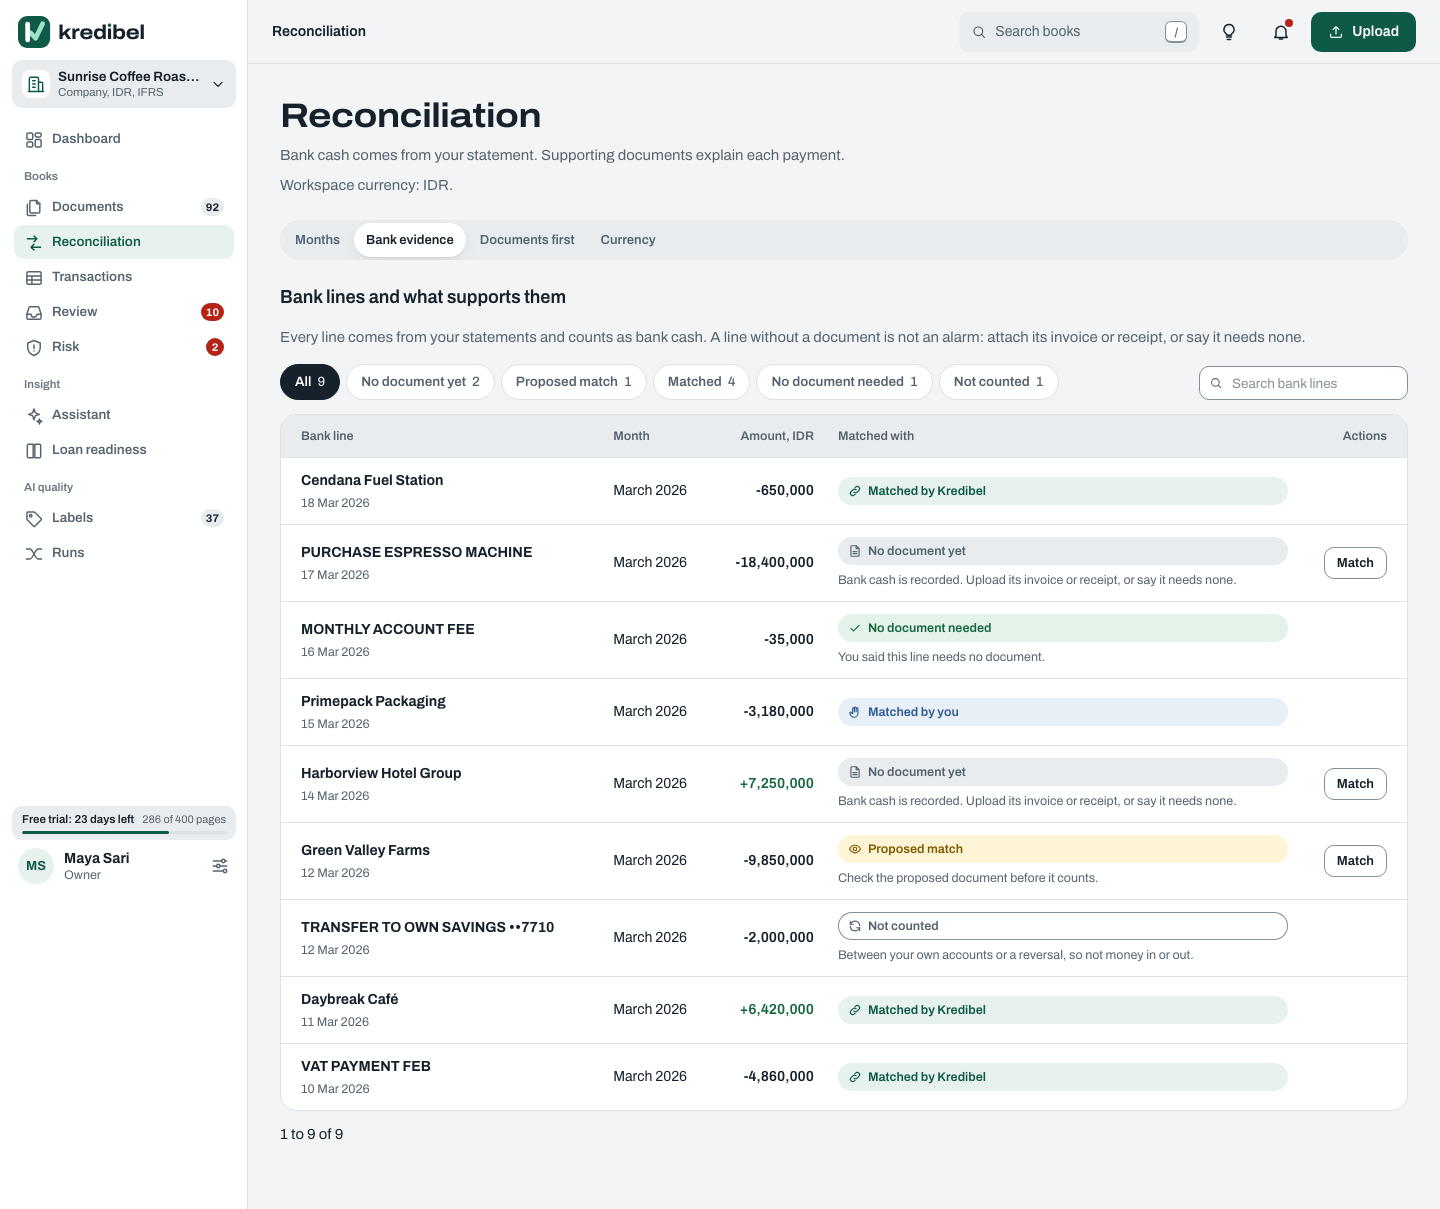 kredibel
Sunrise Coffee Roas...
Company, IDR, IFRS
Dashboard
Books
Documents 92
Reconciliation
Transactions
Review 10
Risk 2
Insight
Assistant
Loan readiness
AI quality
Labels 37
Runs
Free trial: 23 days left 286 of 400 pages
MS
Maya Sari
Owner
Reconciliation
Search books /
Upload
Reconciliation
Bank cash comes from your statement. Supporting documents explain each payment.
Workspace currency: IDR.
Months Bank evidence Documents first Currency
Bank lines and what supports them
Every line comes from your statements and counts as bank cash. A line without a document is not an alarm: attach its invoice or receipt, or say it needs none.
All 9 No document yet 2 Proposed match 1 Matched 4 No document needed 1 Not counted 1
Search bank lines
Bank line Month Amount, IDR Matched with Actions
Cendana Fuel Station
18 Mar 2026
March 2026 -650,000 Matched by Kredibel
PURCHASE ESPRESSO MACHINE
17 Mar 2026
March 2026 -18,400,000 No document yet
Bank cash is recorded. Upload its invoice or receipt, or say it needs none.
Match
MONTHLY ACCOUNT FEE
16 Mar 2026
March 2026 -35,000 No document needed
You said this line needs no document.
Primepack Packaging
15 Mar 2026
March 2026 -3,180,000 Matched by you
Harborview Hotel Group
14 Mar 2026
March 2026 +7,250,000 No document yet
Bank cash is recorded. Upload its invoice or receipt, or say it needs none.
Match
Green Valley Farms
12 Mar 2026
March 2026 -9,850,000 Proposed match
Check the proposed document before it counts.
Match
TRANSFER TO OWN SAVINGS ••7710
12 Mar 2026
March 2026 -2,000,000 Not counted
Between your own accounts or a reversal, so not money in or out.
Daybreak Café
11 Mar 2026
March 2026 +6,420,000 Matched by Kredibel
VAT PAYMENT FEB
10 Mar 2026
March 2026 -4,860,000 Matched by Kredibel
1 to 9 of 9